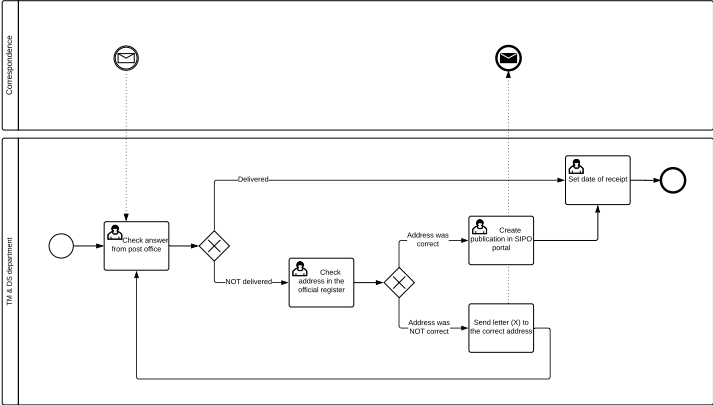 Correspondence
TM & DS department
Delivered
Set date of receipt
Check answer
from post office
Address was
correct
Create
publication in SIPO
portal
NOT delivered
Check
address in the
official register
Address was
NOT correct
Send letter (X) to
the correct address